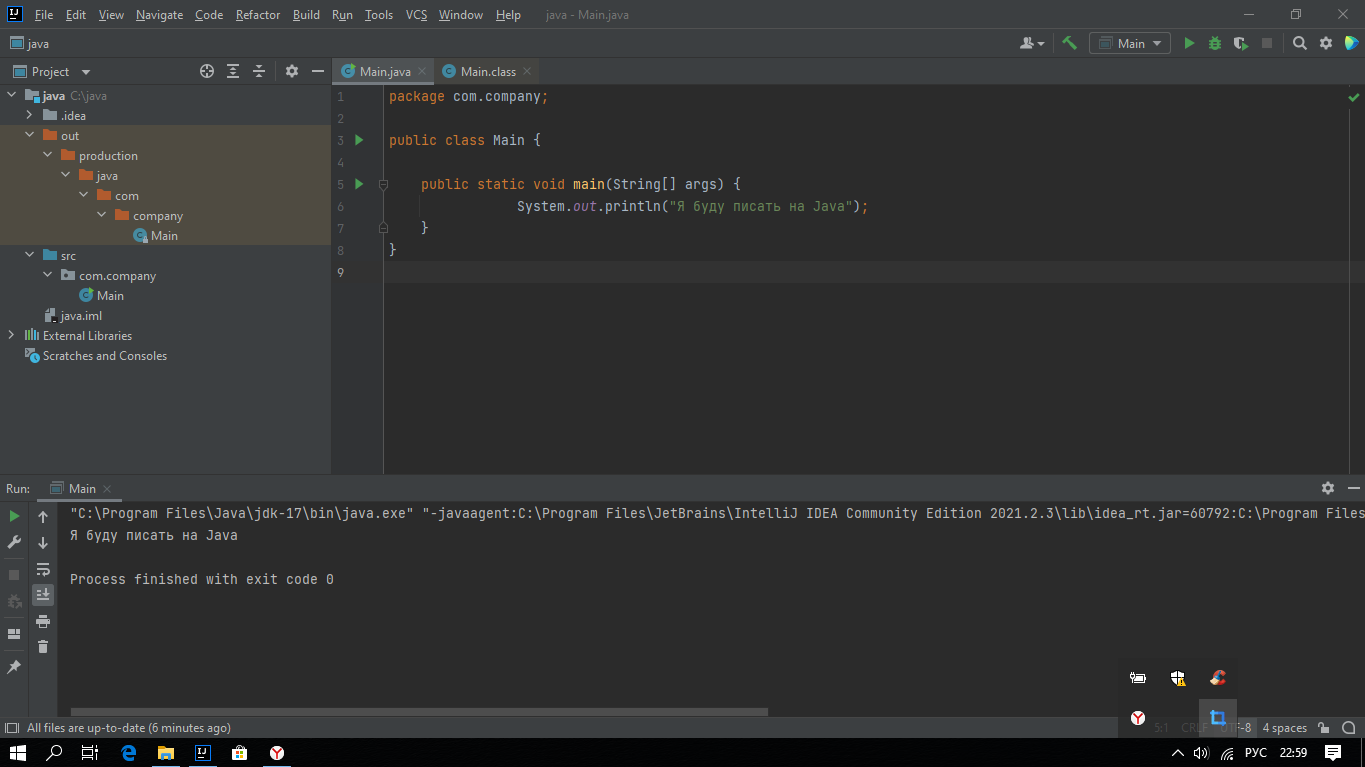 File Edit View Navigate Code Refactor Build Run Tools VCS Window Help java - Main.java
java
Main
Project
Main.java
Main.class
java C:\java
.idea
out
production
java
com
company
Main
src
com.company
Main
java.iml
External Libraries
Scratches and Consoles
1 package com.company;
2
3 public class Main {
4
5 public static void main(String[] args) {
6 System.out.println("Я буду писать на Java");
7 }
8 }
9
Run: Main
"C:\Program Files\Java\jdk-17\bin\java.exe" "-javaagent:C:\Program Files\JetBrains\IntelliJ IDEA Community Edition 2021.2.3\lib\idea_rt.jar=60792:C:\Program Files
Я буду писать на Java
Process finished with exit code 0
All files are up-to-date (6 minutes ago)
5:1 CRLF UTF-8 4 spaces
РУС 22:59